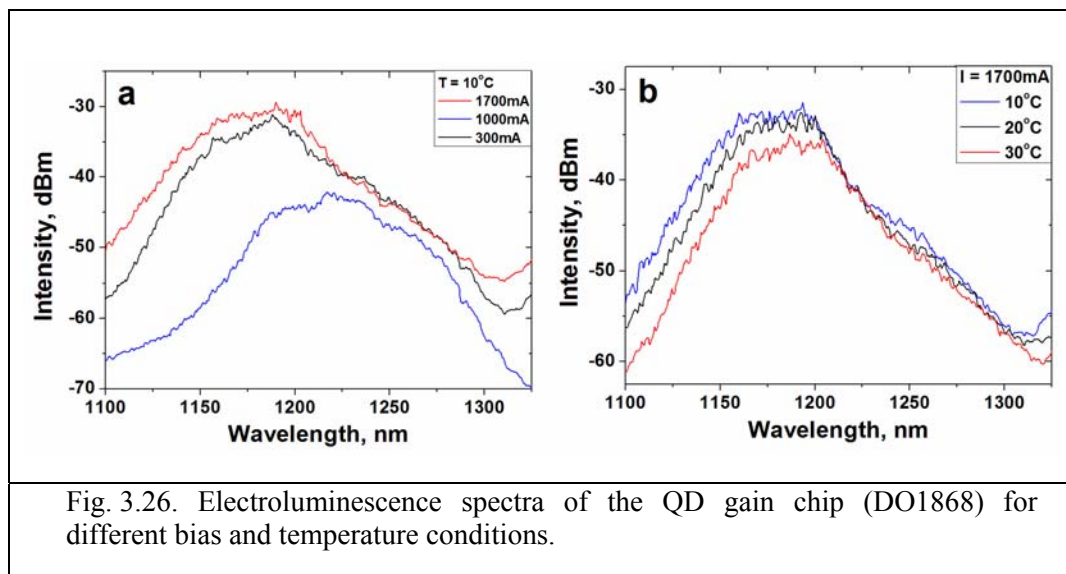 a
T = 10°C
1700mA
1000mA
300mA
Intensity, dBm
-30
-40
-50
-60
-70
1100 1150 1200 1250 1300
Wavelength, nm
b
I = 1700mA
10°C
20°C
30°C
Intensity, dBm
-30
-40
-50
-60
1100 1150 1200 1250 1300
Wavelength, nm
Fig. 3.26. Electroluminescence spectra of the QD gain chip (DO1868) for
different bias and temperature conditions.